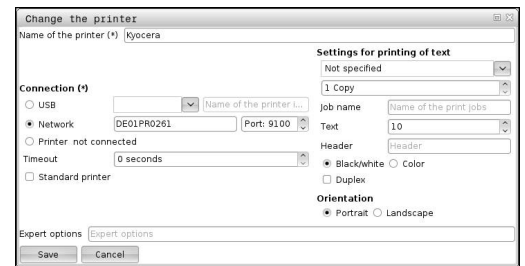 Change the printer
Name of the printer (*) Kyocera
Settings for printing of text
Not specified
1 Copy
Connection (*)
USB Name of the printer i...
Job name Name of the print jobs
Network DE01PR0261 Port: 9100
Text 10
Printer not connected
Header Header
Timeout 0 seconds
Black/white Color
Standard printer
Duplex
Orientation
Portrait Landscape
Expert options Expert options
Save Cancel